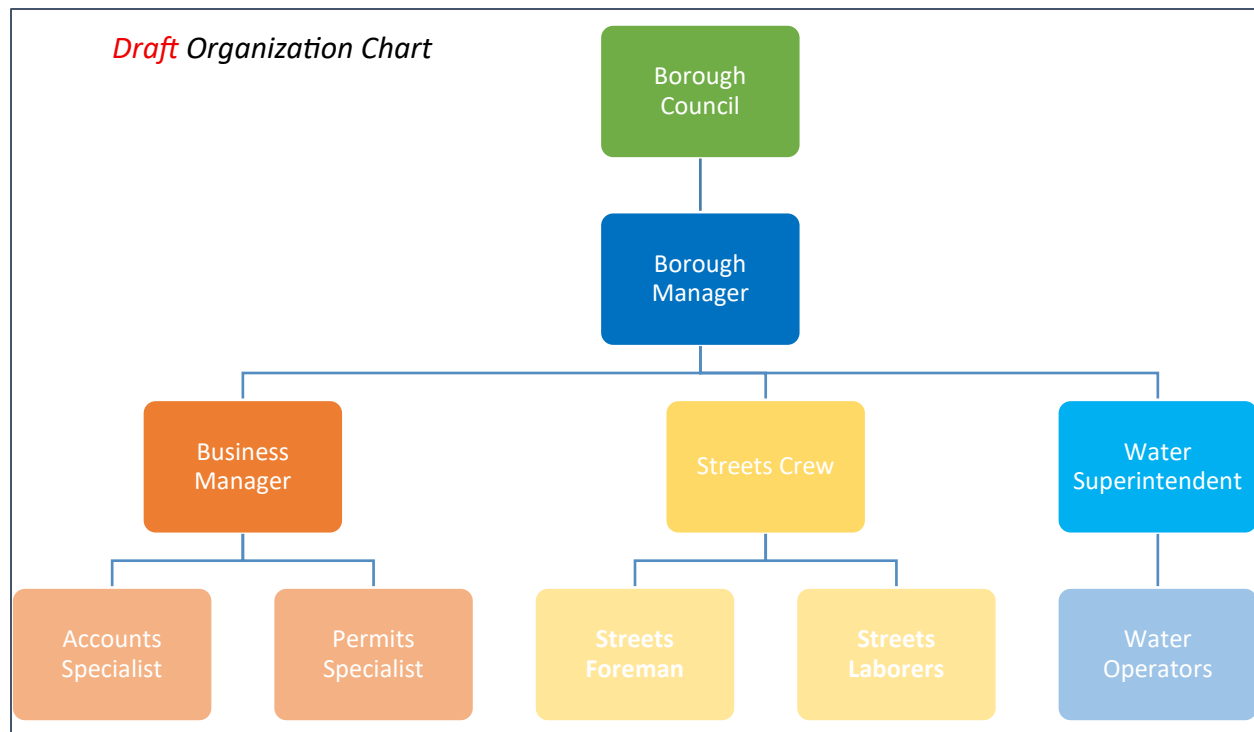 Draft Organization Chart
Borough
Council
Borough
Manager
Business
Manager
Streets Crew
Water
Superintendent
Accounts
Specialist
Permits
Specialist
Streets
Foreman
Streets
Laborers
Water
Operators